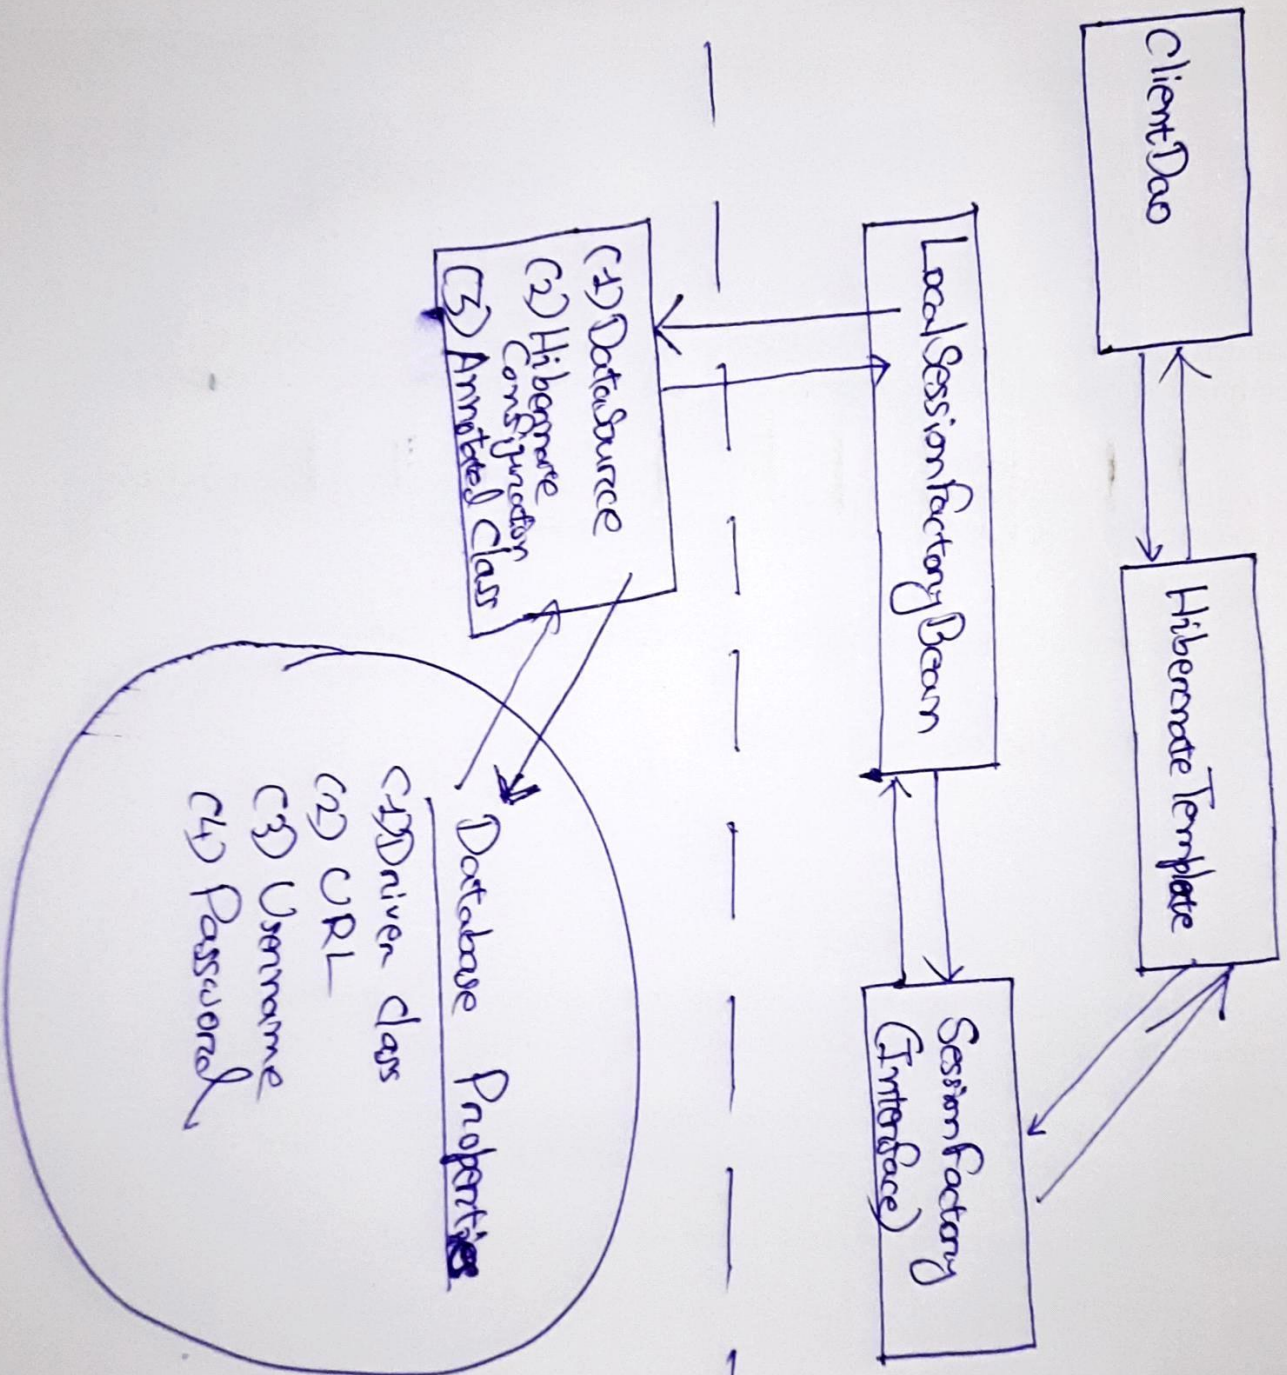 ClientDao
HibernateTemplate
LocalSessionFactoryBean
SessionFactory
(Interface)
(1) DataSource
(2) Hibernate
Configuration
(3) Annotated Class
Database Properties
(1) Driver class
(2) URL
(3) Username
(4) Password